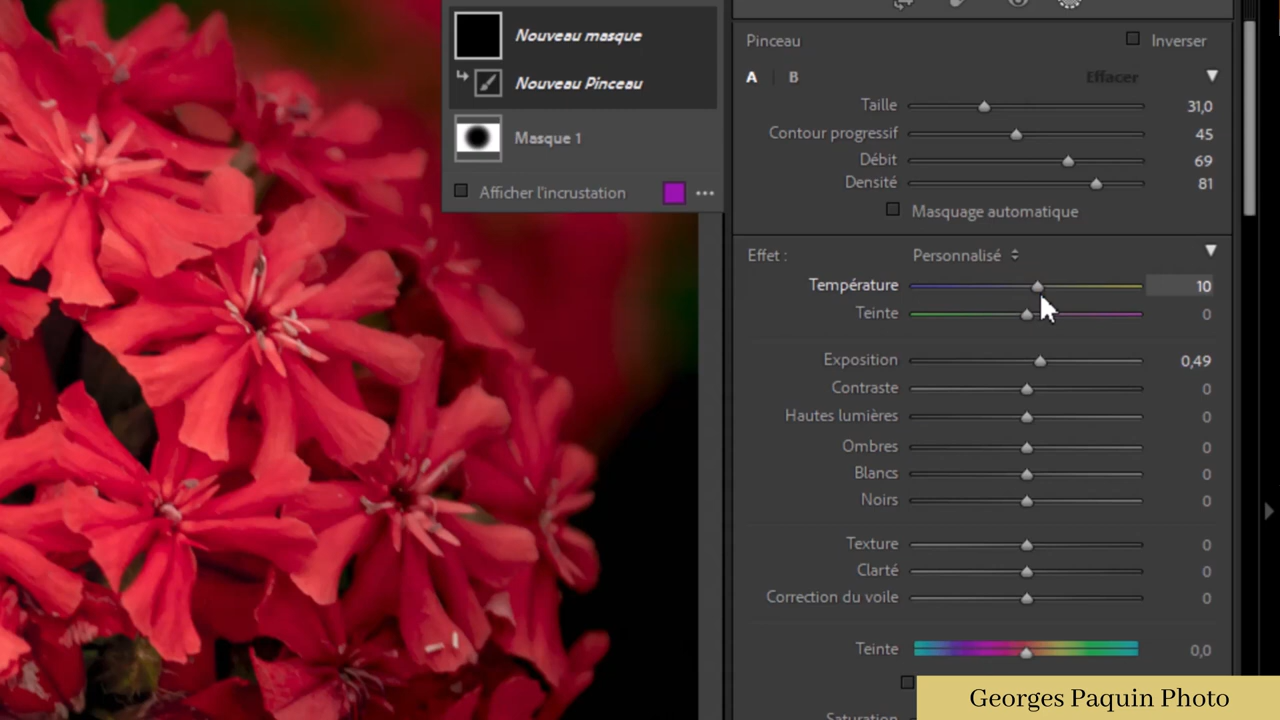 Nouveau masque
Nouveau Pinceau
Masque 1
Afficher l'incrustation
Pinceau
Inverser
A B Effacer
Taille 31,0
Contour progressif 45
Débit 69
Densité 81
Masquage automatique
Effet : Personnalisé
Température 10
Teinte 0
Exposition 0,49
Contraste 0
Hautes lumières 0
Ombres 0
Blancs 0
Noirs 0
Texture 0
Clarté 0
Correction du voile 0
Teinte 0,0
Saturation
Georges Paquin Photo